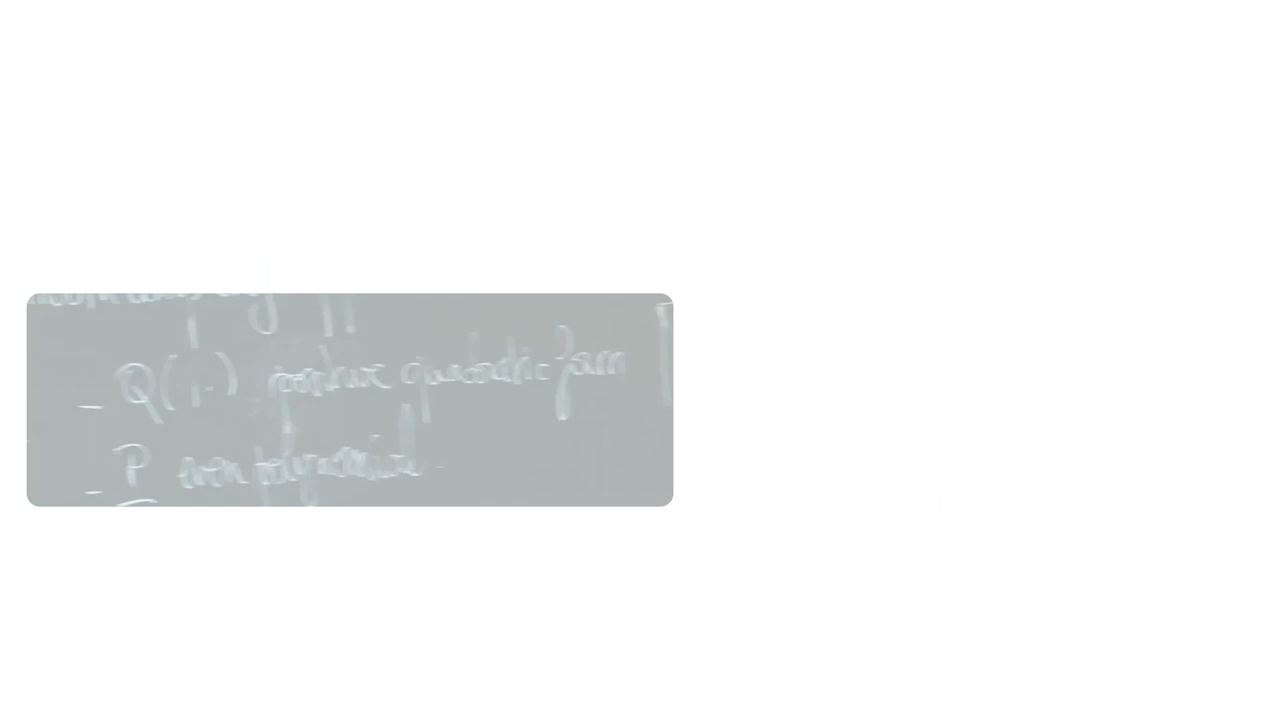 - Q(·,·) positive quadratic form
- P even polynomial